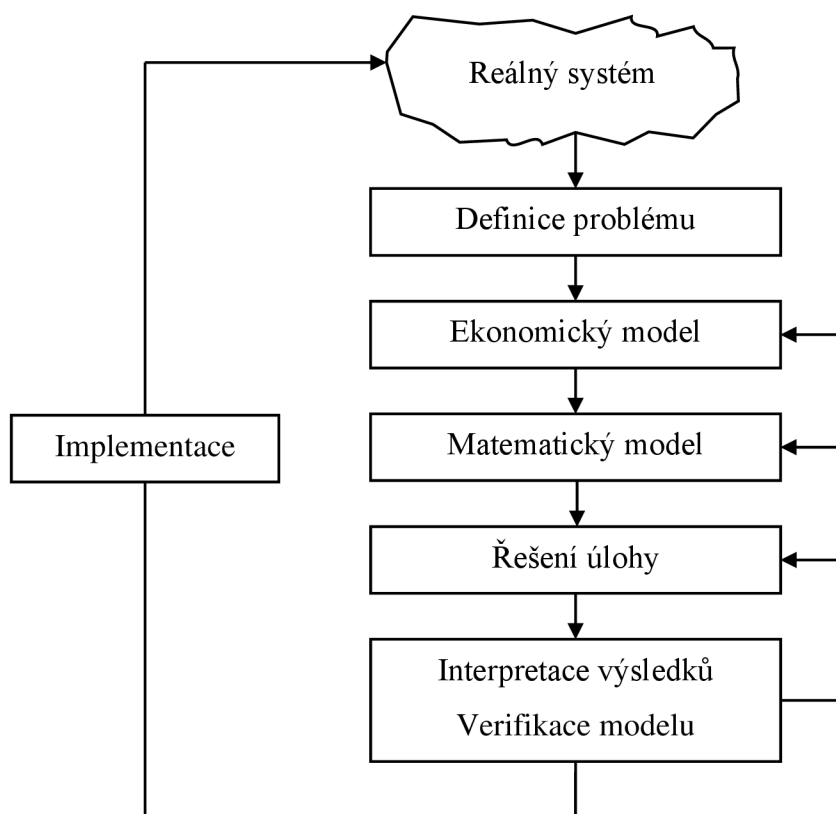 Reálný systém
Definice problému
Ekonomický model
Matematický model
Implementace
Řešení úlohy
Interpretace výsledků
Verifikace modelu